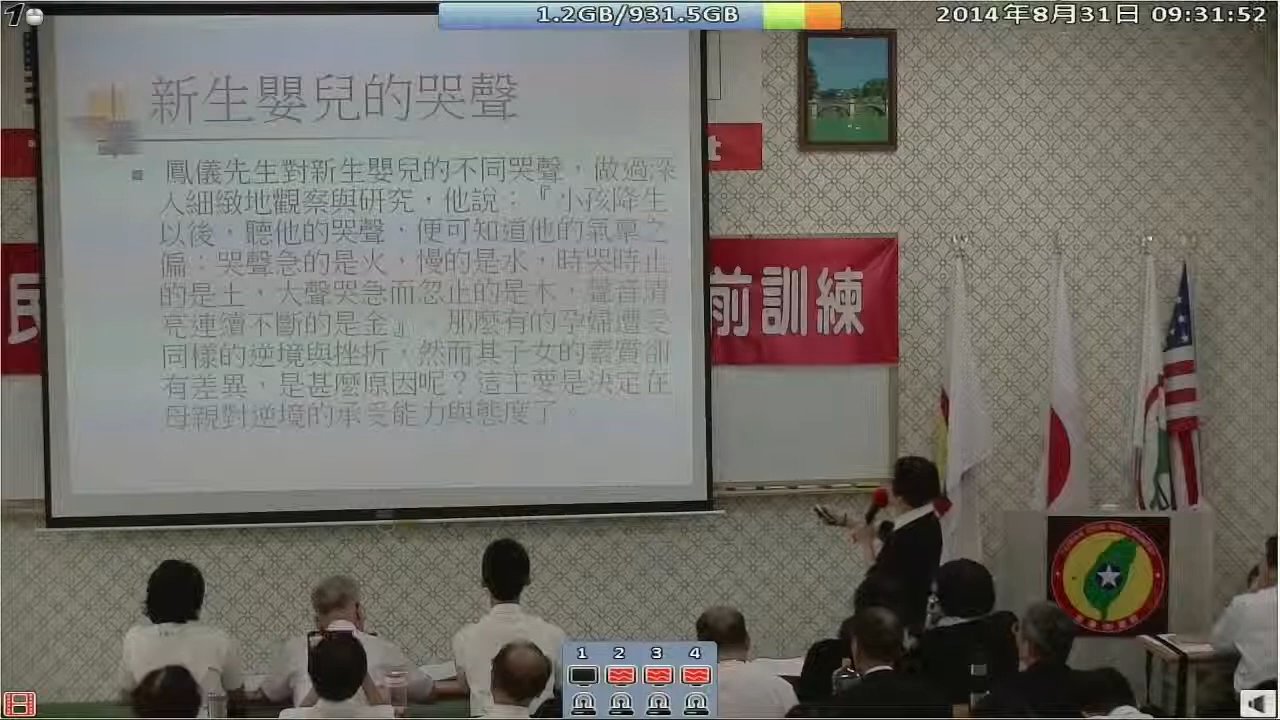 1
1.2GB/931.5GB
2014年8月31日 09:31:52
新生嬰兒的哭聲
鳳儀先生對新生嬰兒的不同哭聲，做過深
入細緻地觀察與研究，他說：『小孩降生
以後，聽他的哭聲，便可知道他的氣稟之
偏：哭聲急的是火，慢的是水，時哭時止
的是土，大聲哭急而忽止的是木，聲音清
亮連續不斷的是金』。那麼有的孕婦遭受
同樣的逆境與挫折，然而其子女的素質卻
有差異，是甚麼原因呢？這主要是決定在
母親對逆境的承受能力與態度了。
t
民
前訓練
1 2 3 4